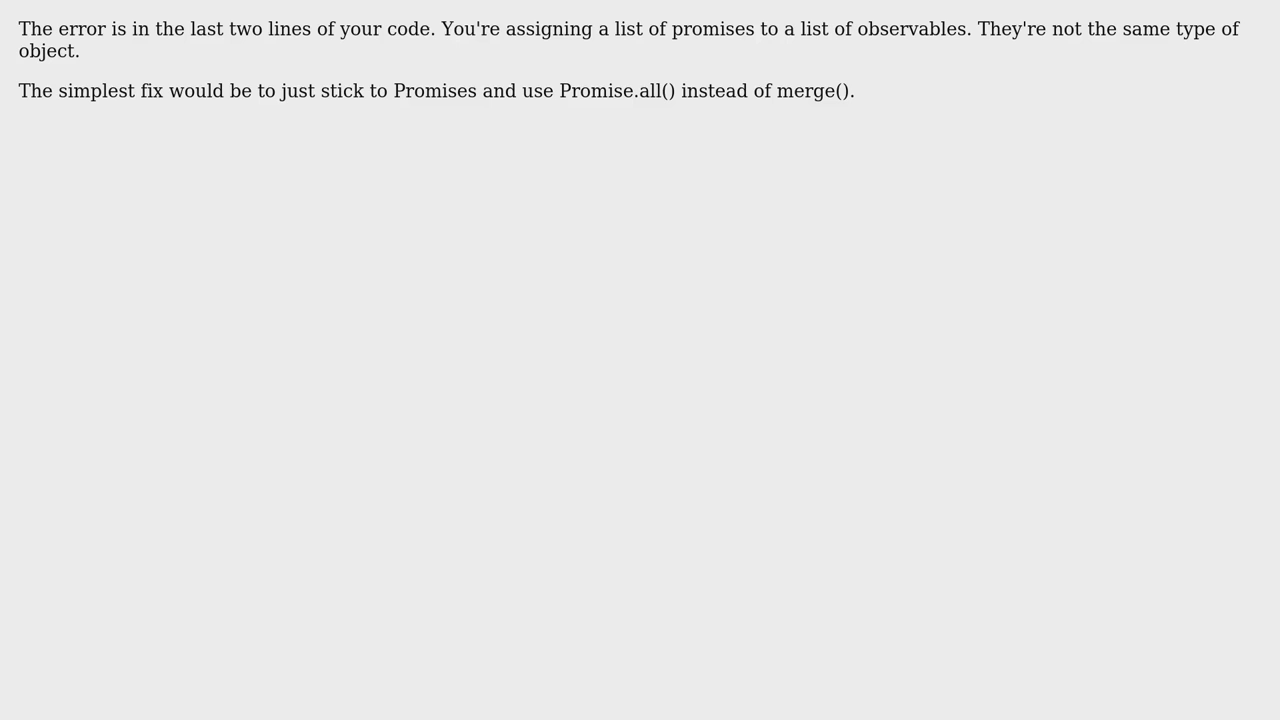 The error is in the last two lines of your code. You're assigning a list of promises to a list of observables. They're not the same type of
object.
The simplest fix would be to just stick to Promises and use Promise.all() instead of merge().